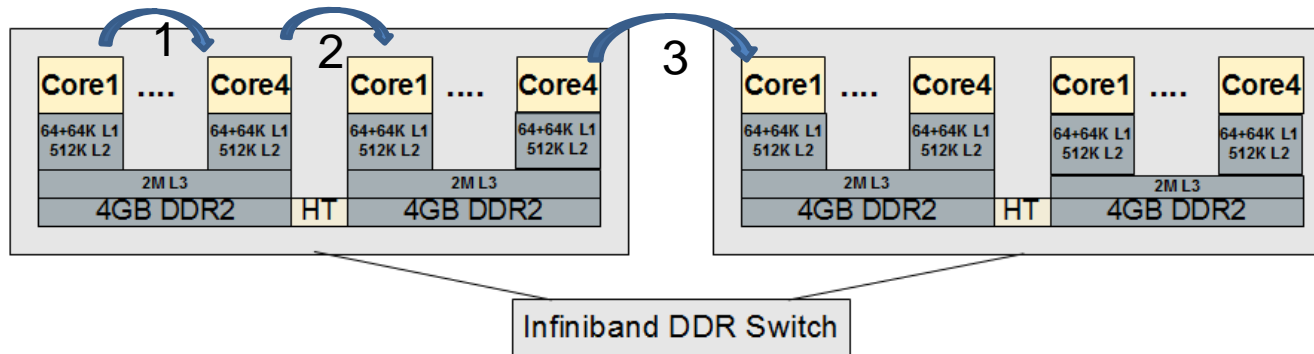 1 2 3
Core1 .... Core4 Core1 .... Core4 Core1 .... Core4 Core1 .... Core4
64+64K L1 64+64K L1 64+64K L1 64+64K L1 64+64K L1 64+64K L1 64+64K L1 64+64K L1
512K L2 512K L2 512K L2 512K L2 512K L2 512K L2 512K L2 512K L2
2M L3 2M L3 2M L3 2M L3
4GB DDR2 HT 4GB DDR2 4GB DDR2 HT 4GB DDR2
Infiniband DDR Switch